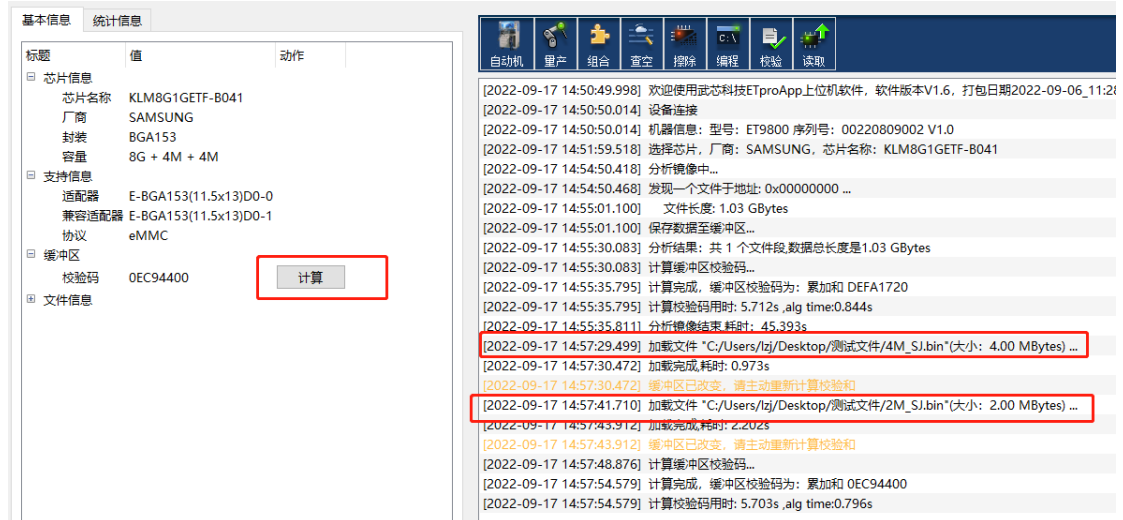 基本信息 统计信息
标题 值 动作
芯片信息
芯片名称 KLM8G1GETF-B041
厂商 SAMSUNG
封装 BGA153
容量 8G + 4M + 4M
支持信息
适配器 E-BGA153(11.5x13)D0-0
兼容适配器 E-BGA153(11.5x13)D0-1
协议 eMMC
缓冲区
校验码 0EC94400 计算
文件信息
C:\
自动机 量产 组合 查空 擦除 编程 校验 读取
[2022-09-17 14:50:49.998] 欢迎使用武芯科技ETproApp上位机软件，软件版本V1.6，打包日期2022-09-06_11:28
[2022-09-17 14:50:50.014] 设备连接
[2022-09-17 14:50:50.014] 机器信息：型号：ET9800 序列号：00220809002 V1.0
[2022-09-17 14:51:59.518] 选择芯片，厂商：SAMSUNG，芯片名称：KLM8G1GETF-B041
[2022-09-17 14:54:50.418] 分析镜像中...
[2022-09-17 14:54:50.468] 发现一个文件于地址: 0x00000000 ...
[2022-09-17 14:55:01.100] 文件长度: 1.03 GBytes
[2022-09-17 14:55:01.100] 保存数据至缓冲区...
[2022-09-17 14:55:30.083] 分析结果：共 1 个文件段,数据总长度是1.03 GBytes
[2022-09-17 14:55:30.083] 计算缓冲区校验码...
[2022-09-17 14:55:35.795] 计算完成，缓冲区校验码为：累加和 DEFA1720
[2022-09-17 14:55:35.795] 计算校验码用时: 5.712s ,alg time:0.844s
[2022-09-17 14:55:35.811] 分析镜像结束,耗时：45.393s
[2022-09-17 14:57:29.499] 加载文件 "C:/Users/lzj/Desktop/测试文件/4M_SJ.bin"(大小：4.00 MBytes) ...
[2022-09-17 14:57:30.472] 加载完成,耗时: 0.973s
[2022-09-17 14:57:30.472] 缓冲区已改变，请主动重新计算校验和
[2022-09-17 14:57:41.710] 加载文件 "C:/Users/lzj/Desktop/测试文件/2M_SJ.bin"(大小：2.00 MBytes) ...
[2022-09-17 14:57:43.912] 加载完成,耗时: 2.202s
[2022-09-17 14:57:43.912] 缓冲区已改变，请主动重新计算校验和
[2022-09-17 14:57:48.876] 计算缓冲区校验码...
[2022-09-17 14:57:54.579] 计算完成，缓冲区校验码为：累加和 0EC94400
[2022-09-17 14:57:54.579] 计算校验码用时: 5.703s ,alg time:0.796s